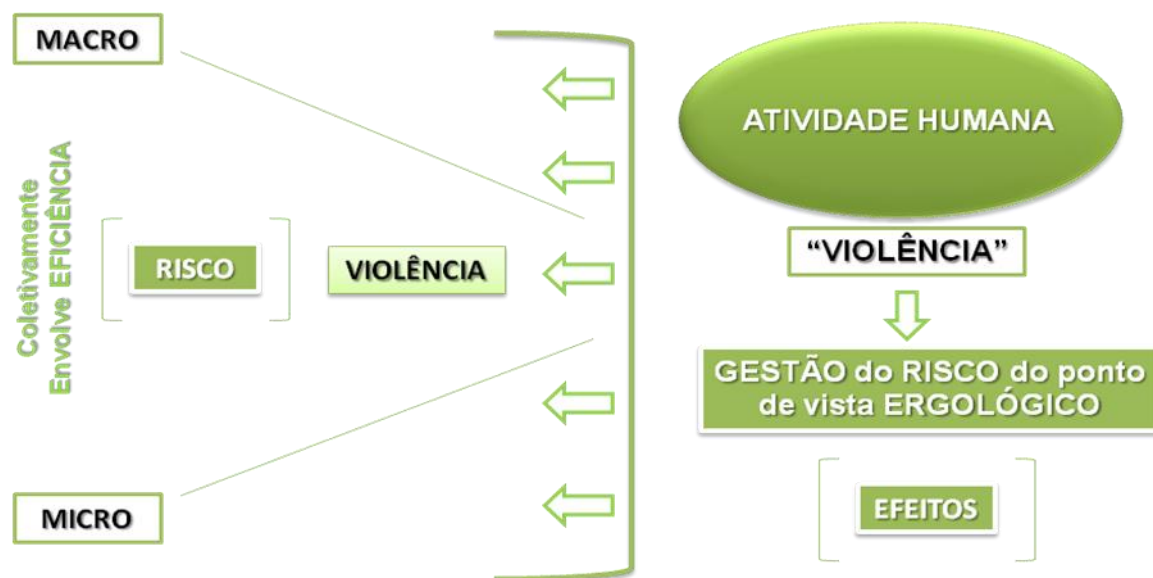 MACRO
Coletivamente
Envolve EFICIÊNCIA
RISCO
VIOLÊNCIA
MICRO
ATIVIDADE HUMANA
“VIOLÊNCIA”
GESTÃO do RISCO do ponto
de vista ERGOLÓGICO
EFEITOS